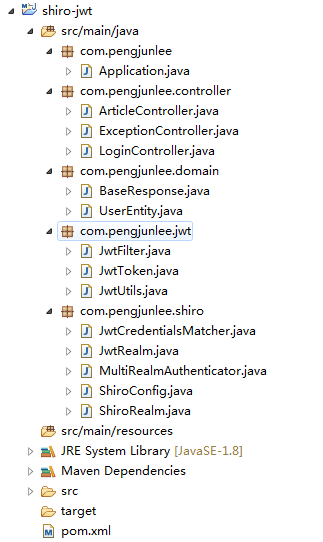 shiro-jwt
src/main/java
com.pengjunlee
Application.java
com.pengjunlee.controller
ArticleController.java
ExceptionController.java
LoginController.java
com.pengjunlee.domain
BaseResponse.java
UserEntity.java
com.pengjunlee.jwt
JwtFilter.java
JwtToken.java
JwtUtils.java
com.pengjunlee.shiro
JwtCredentialsMatcher.java
JwtRealm.java
MultiRealmAuthenticator.java
ShiroConfig.java
ShiroRealm.java
src/main/resources
JRE System Library [JavaSE-1.8]
Maven Dependencies
src
target
pom.xml